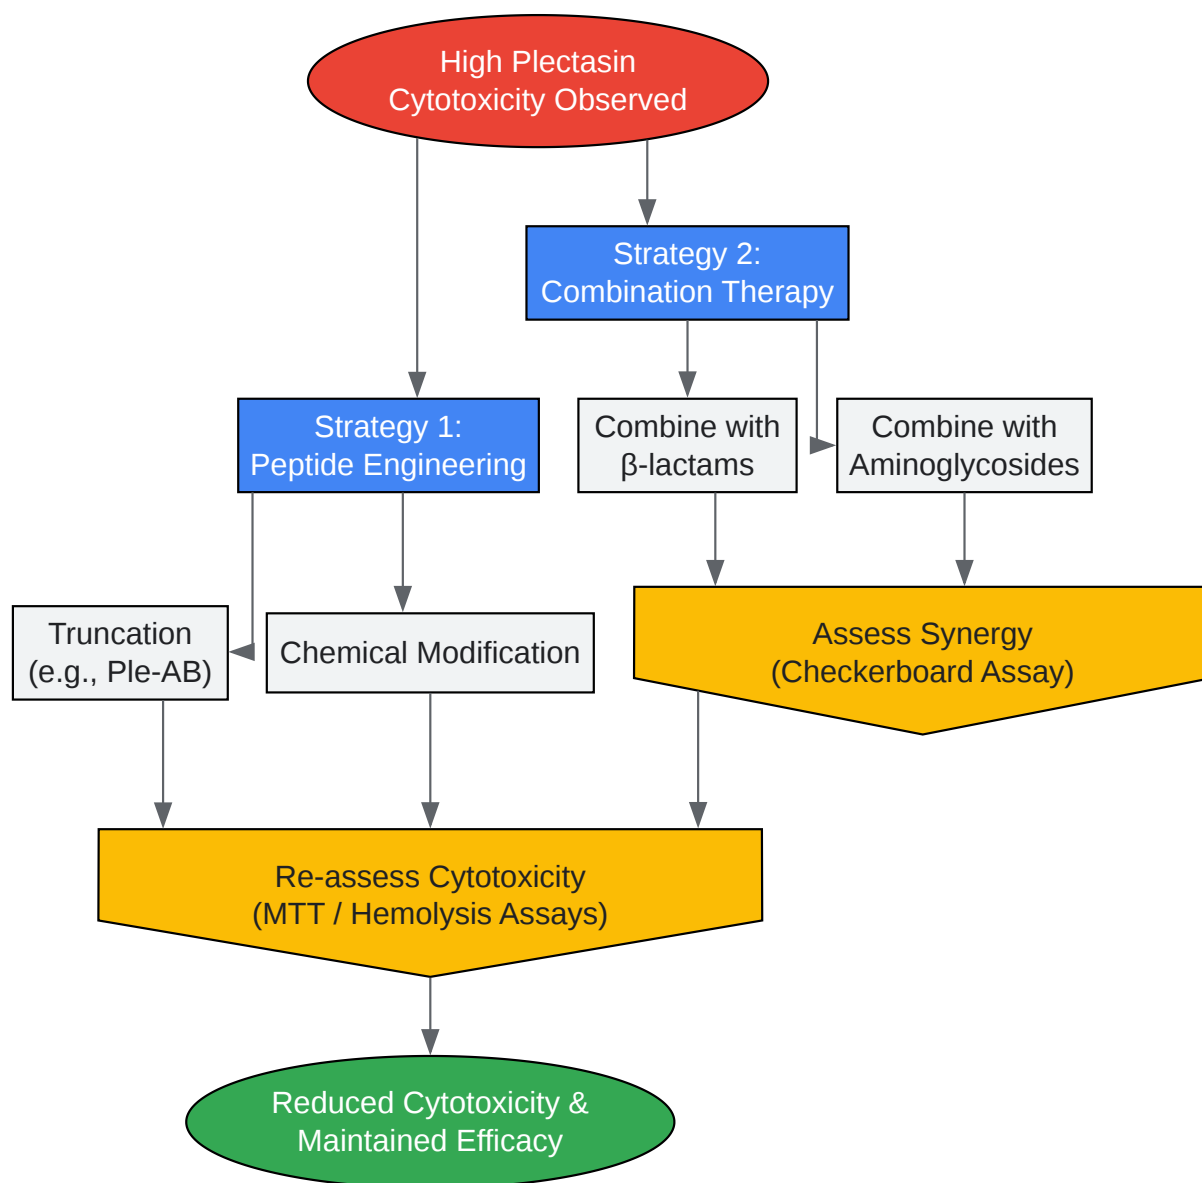 High Plectasin
Cytotoxicity Observed
Strategy 2:
Combination Therapy
Strategy 1:
Peptide Engineering
Combine with
β-lactams
Combine with
Aminoglycosides
Truncation
(e.g., Ple-AB)
Chemical Modification
Assess Synergy
(Checkerboard Assay)
Re-assess Cytotoxicity
(MTT / Hemolysis Assays)
Reduced Cytotoxicity &
Maintained Efficacy